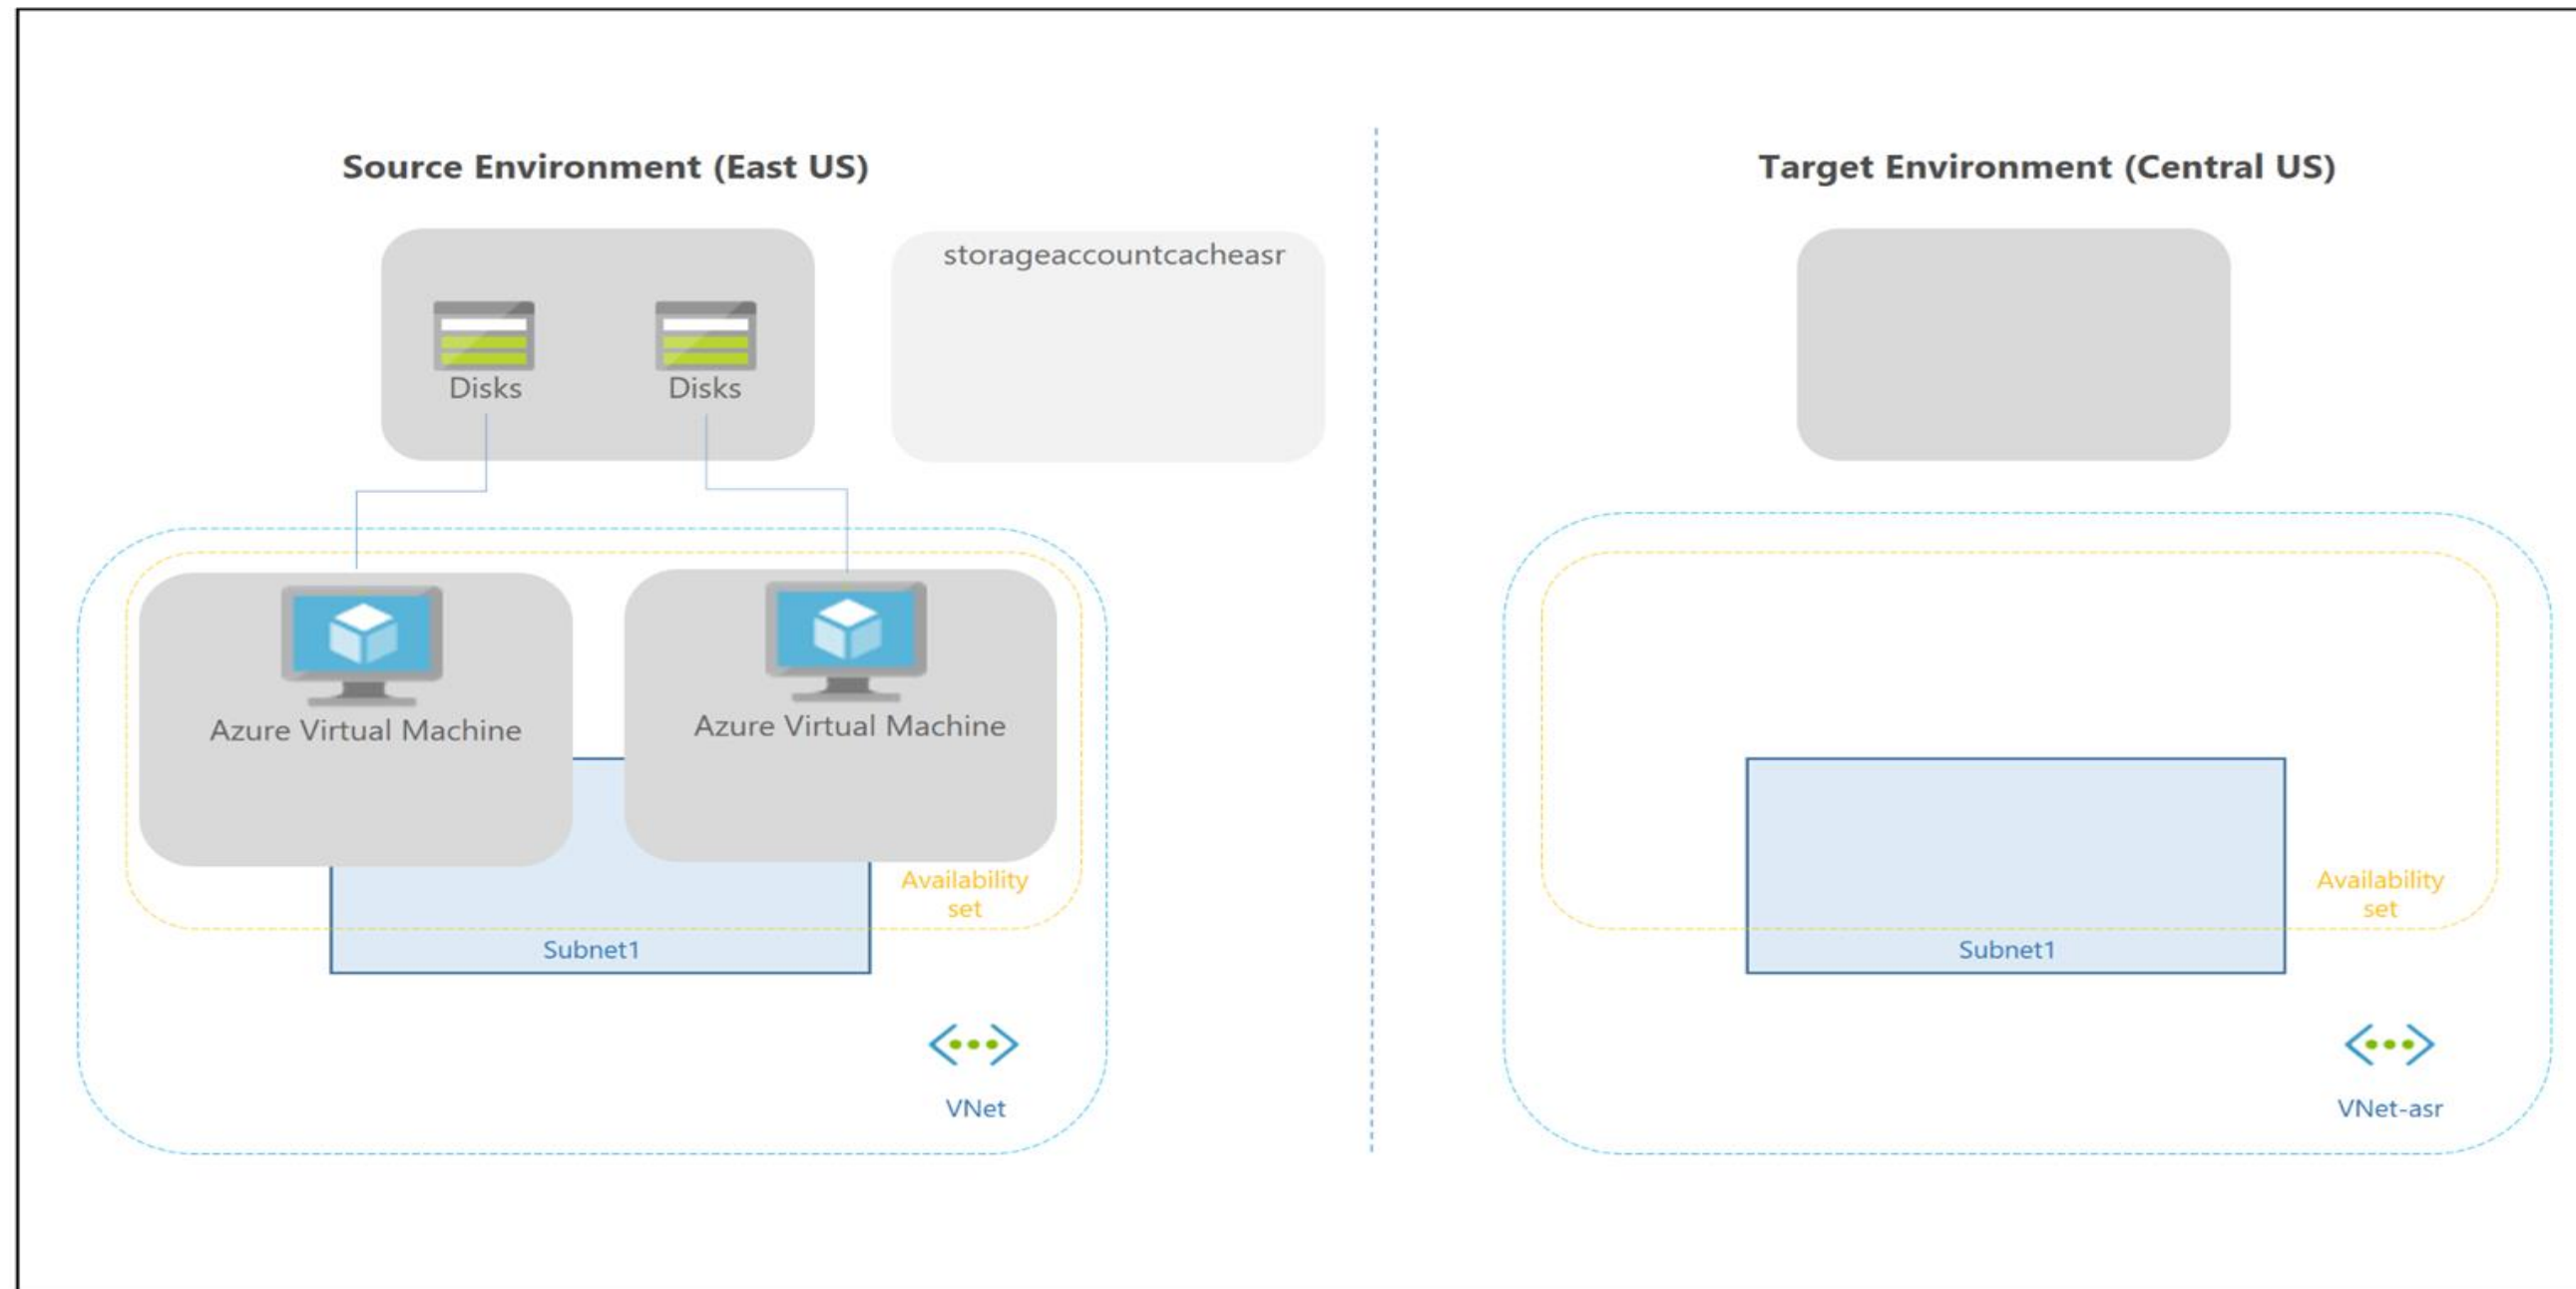 Source Environment (East US)
Target Environment (Central US)
storageaccountcacheasr
Disks
Disks
Azure Virtual Machine
Azure Virtual Machine
Availability
set
Subnet1
VNet
Availability
set
Subnet1
VNet-asr